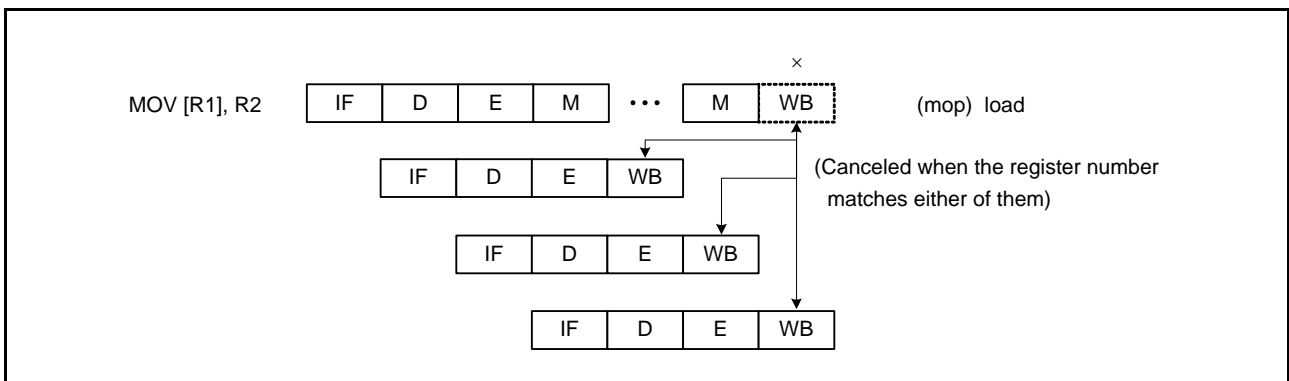 ×
MOV [R1], R2 IF D E M ••• M WB (mop) load
IF D E WB
(Canceled when the register number
matches either of them)
IF D E WB
IF D E WB